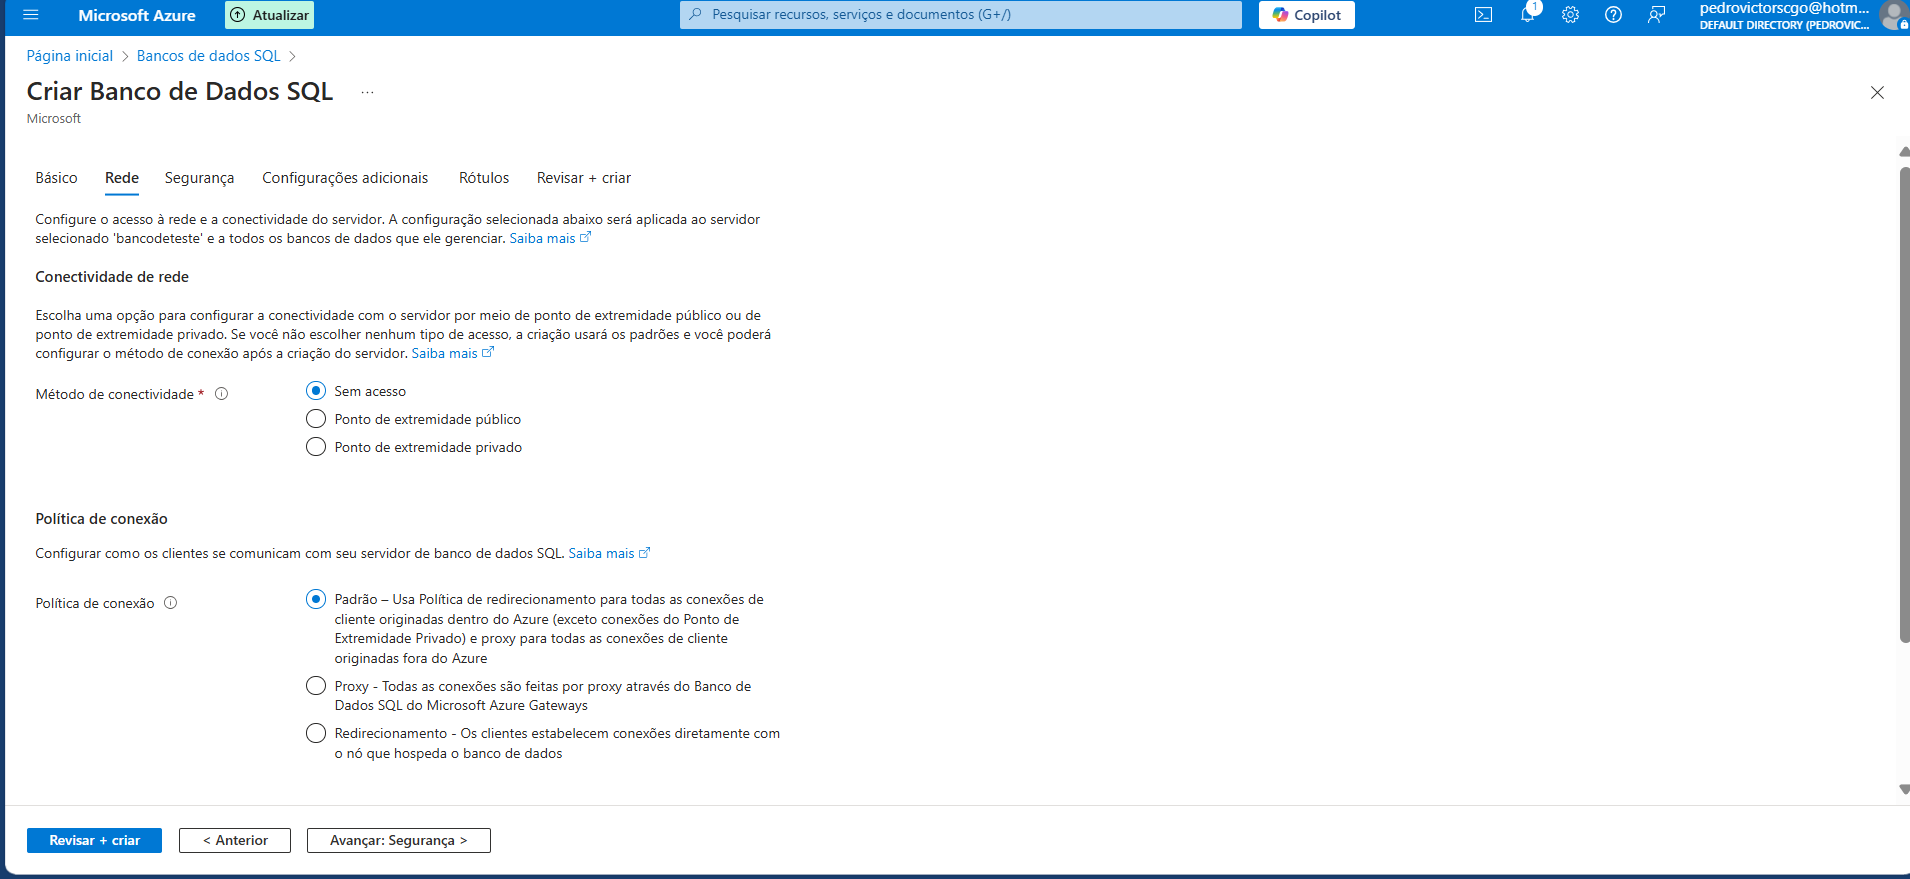 Microsoft Azure
Atualizar
Pesquisar recursos, serviços e documentos (G+/)
Copilot
1
pedrovictorscgo@hotm...
DEFAULT DIRECTORY (PEDROVIC...
Página inicial > Bancos de dados SQL >
Criar Banco de Dados SQL ...
Microsoft
Básico Rede Segurança Configurações adicionais Rótulos Revisar + criar
Configure o acesso à rede e a conectividade do servidor. A configuração selecionada abaixo será aplicada ao servidor
selecionado 'bancodeteste' e a todos os bancos de dados que ele gerenciar. Saiba mais
Conectividade de rede
Escolha uma opção para configurar a conectividade com o servidor por meio de ponto de extremidade público ou de
ponto de extremidade privado. Se você não escolher nenhum tipo de acesso, a criação usará os padrões e você poderá
configurar o método de conexão após a criação do servidor. Saiba mais
Método de conectividade *
Sem acesso
Ponto de extremidade público
Ponto de extremidade privado
Política de conexão
Configurar como os clientes se comunicam com seu servidor de banco de dados SQL. Saiba mais
Política de conexão
Padrão – Usa Política de redirecionamento para todas as conexões de
cliente originadas dentro do Azure (exceto conexões do Ponto de
Extremidade Privado) e proxy para todas as conexões de cliente
originadas fora do Azure
Proxy - Todas as conexões são feitas por proxy através do Banco de
Dados SQL do Microsoft Azure Gateways
Redirecionamento - Os clientes estabelecem conexões diretamente com
o nó que hospeda o banco de dados
Revisar + criar
< Anterior
Avançar: Segurança >